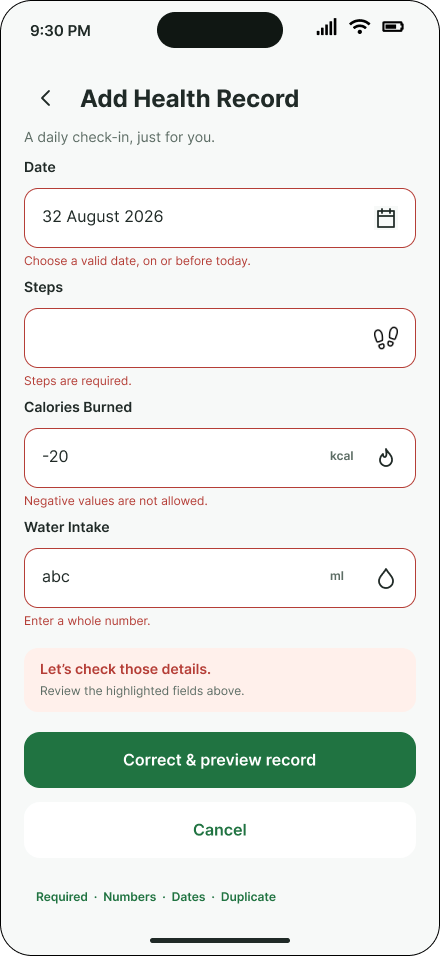 9:30 PM
Add Health Record
A daily check-in, just for you.
Date
32 August 2026
Choose a valid date, on or before today.
Steps
Steps are required.
Calories Burned
-20 kcal
Negative values are not allowed.
Water Intake
abc ml
Enter a whole number.
Let’s check those details.
Review the highlighted fields above.
Correct & preview record
Cancel
Required · Numbers · Dates · Duplicate